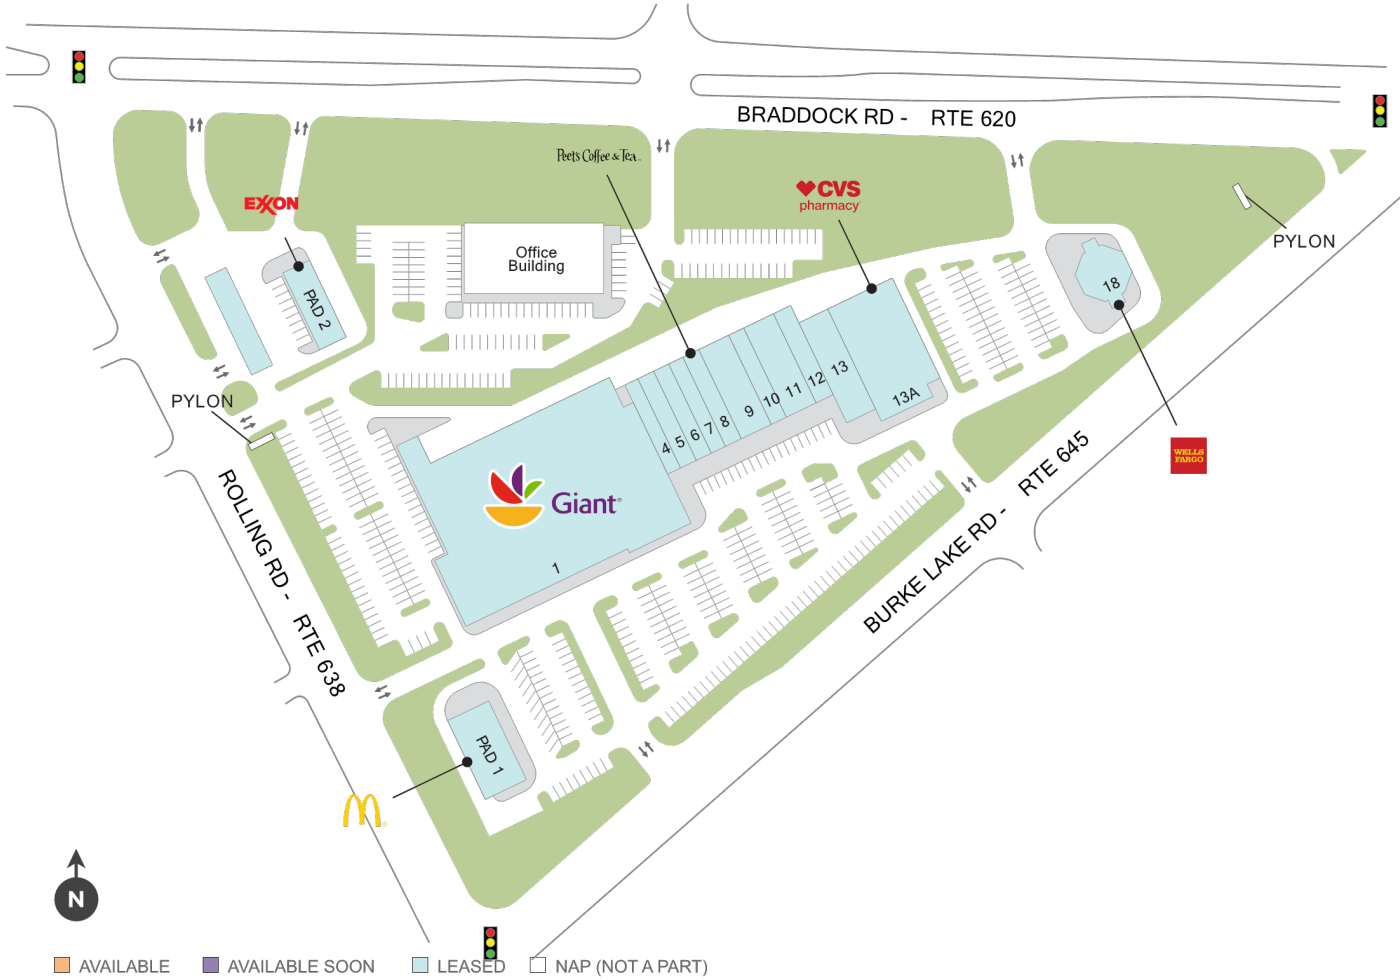 BRADDOCK RD - RTE 620
Peet's Coffee & Tea
CVS
pharmacy
EXXON
PYLON
Office
Building
18
PAD 2
PYLON
13
12
11
10
9
8
7
6
5
4
13A
WELLS
FARGO
Giant
1
ROLLING RD - RTE 638
BURKE LAKE RD - RTE 645
PAD 1
N
AVAILABLE
AVAILABLE SOON
LEASED
NAP (NOT A PART)